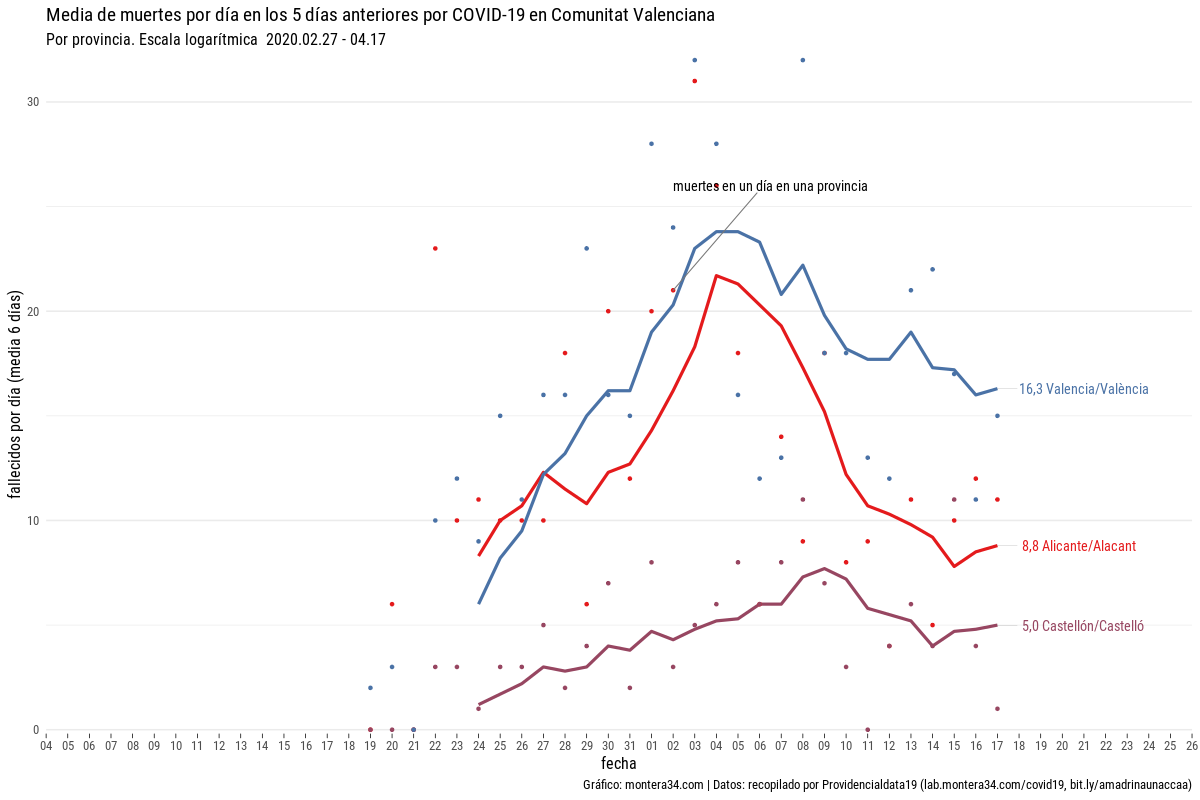 Media de muertes por día en los 5 días anteriores por COVID-19 en Comunitat Valenciana
Por provincia. Escala logarítmica 2020.02.27 - 04.17
30
muertes en un día en una provincia
20
fallecidos por día (media 6 días)
16,3 Valencia/València
10
8,8 Alicante/Alacant
5,0 Castellón/Castelló
0
04 05 06 07 08 09 10 11 12 13 14 15 16 17 18 19 20 21 22 23 24 25 26 27 28 29 30 31 01 02 03 04 05 06 07 08 09 10 11 12 13 14 15 16 17 18 19 20 21 22 23 24 25 26
fecha
Gráfico: montera34.com | Datos: recopilado por Providencialdata19 (lab.montera34.com/covid19, bit.ly/amadrinaunaccaa)